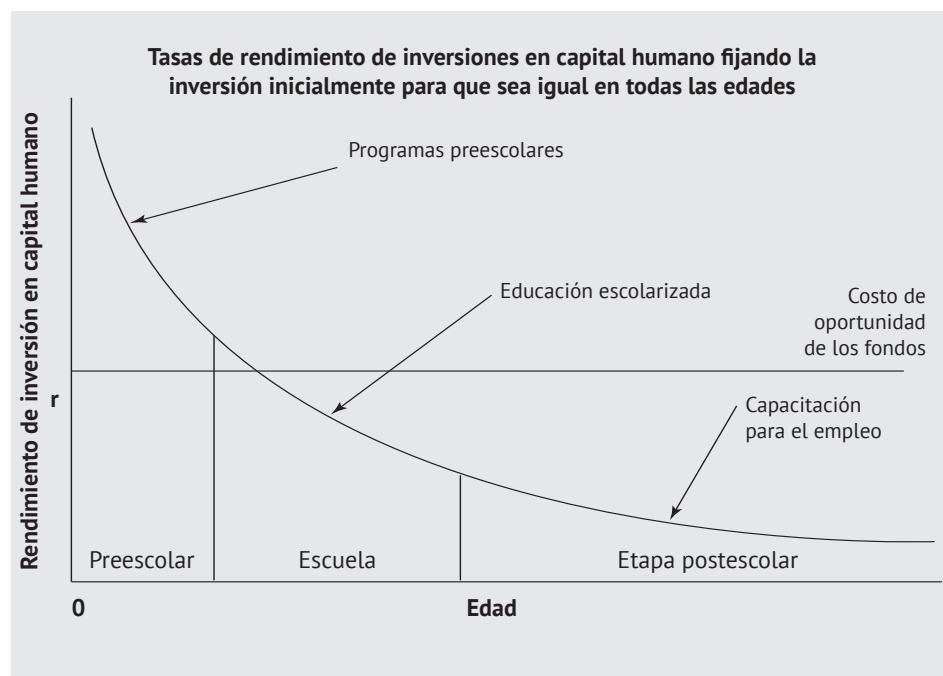 Tasas de rendimiento de inversiones en capital humano fijando la
inversión inicialmente para que sea igual en todas las edades
Rendimiento de inversión en capital humano
Programas preescolares
Educación escolarizada
Costo de
oportunidad
de los fondos
r
Capacitación
para el empleo
Preescolar
Escuela
Etapa postescolar
0
Edad